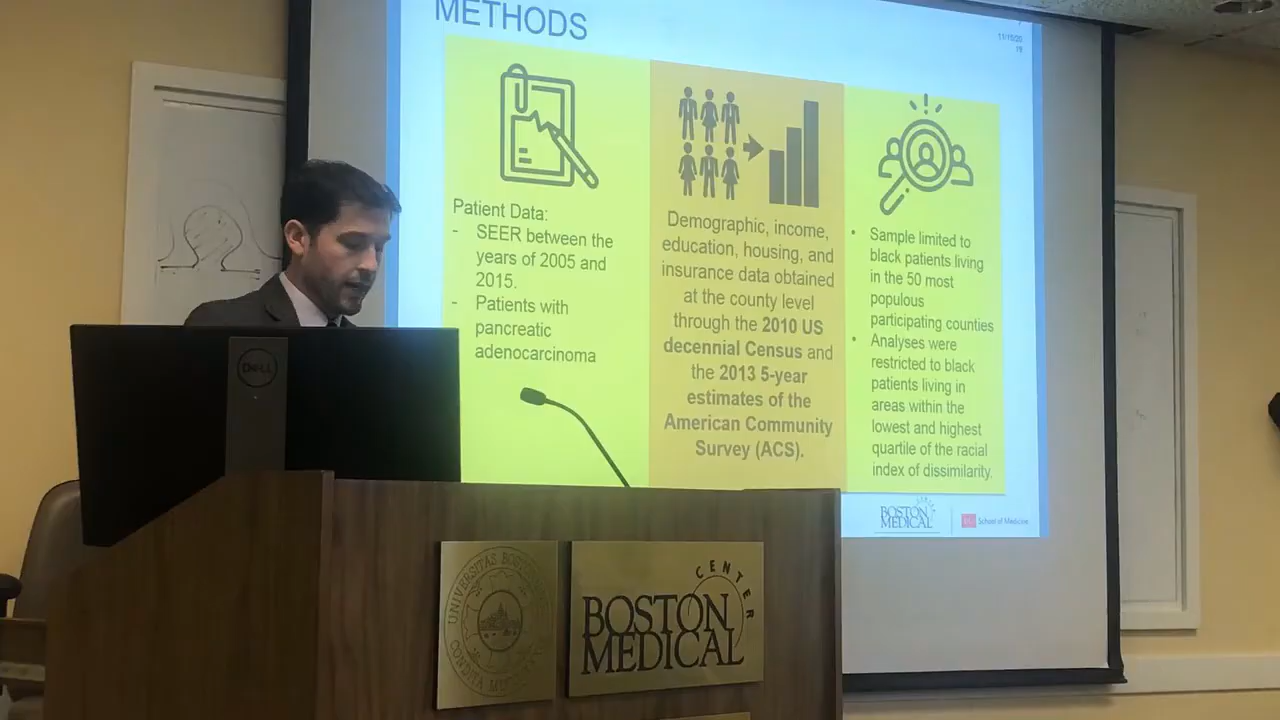 METHODS
Patient Data:
- SEER between the
years of 2005 and
2015.
- Patients with
pancreatic
adenocarcinoma
Demographic, income,
education, housing, and
insurance data obtained
at the county level
through the 2010 US
decennial Census and
the 2013 5-year
estimates of the
American Community
Survey (ACS).
• Sample limited to
black patients living
in the 50 most
populous
participating counties
• Analyses were
restricted to black
patients living in
areas within the
lowest and highest
quartile of the racial
index of dissimilarity.
BOSTON
MEDICAL
School of Medicine
DELL
CENTER
BOSTON
MEDICAL